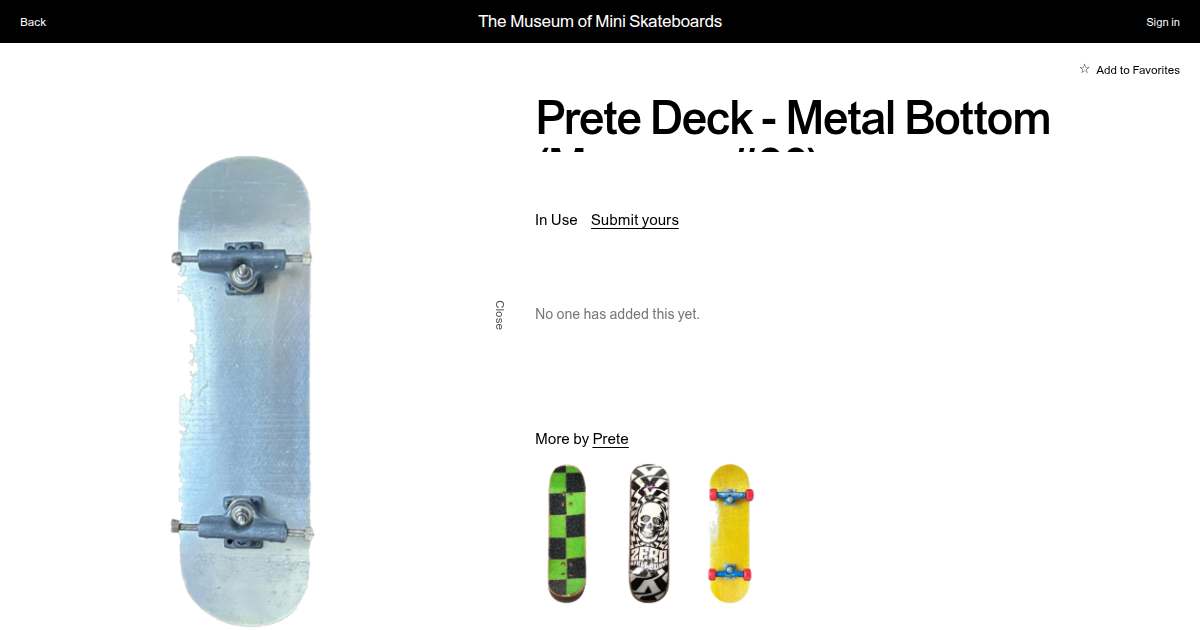 Back
The Museum of Mini Skateboards
Sign in
☆ Add to Favorites
Prete Deck - Metal Bottom
In Use Submit yours
Close
No one has added this yet.
More by Prete
ZERO